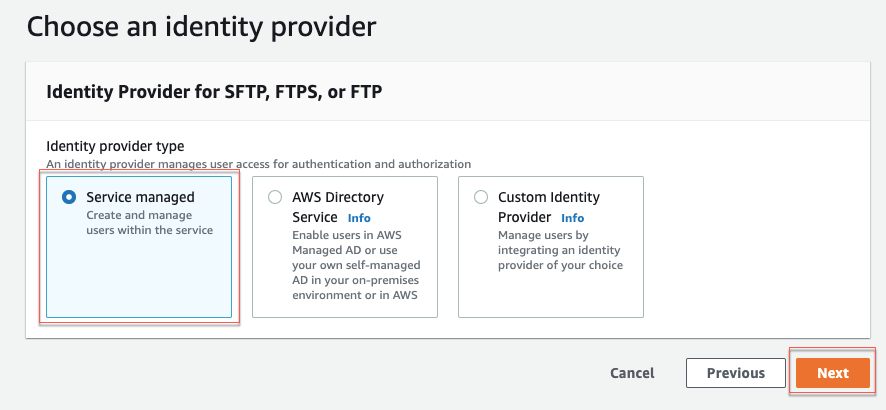 Choose an identity provider
Identity Provider for SFTP, FTPS, or FTP
Identity provider type
An identity provider manages user access for authentication and authorization
Service managed
Create and manage
users within the service
AWS Directory
Service Info
Enable users in AWS
Managed AD or use
your own self-managed
AD in your on-premises
environment or in AWS
Custom Identity
Provider Info
Manage users by
integrating an identity
provider of your choice
Cancel
Previous
Next